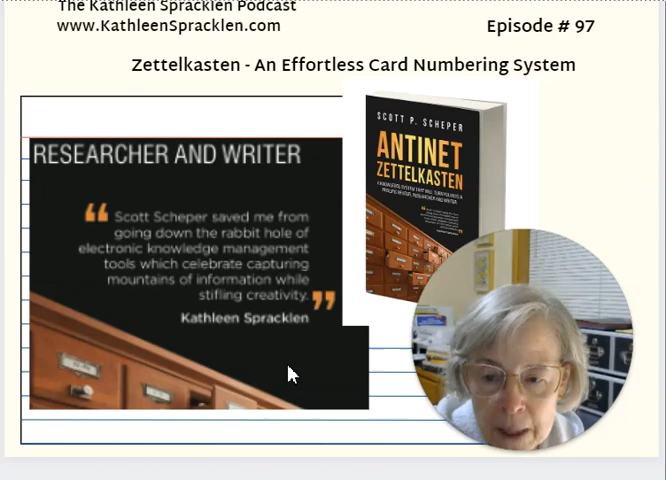 The Kathleen Spracklen Podcast
www.KathleenSpracklen.com
Episode # 97
Zettelkasten - An Effortless Card Numbering System
RESEARCHER AND WRITER
“ Scott Scheper saved me from
going down the rabbit hole of
electronic knowledge management
tools which celebrate capturing
mountains of information while
stifling creativity. ”
Kathleen Spracklen
SCOTT P. SCHEPER
ANTINET
ZETTELKASTEN